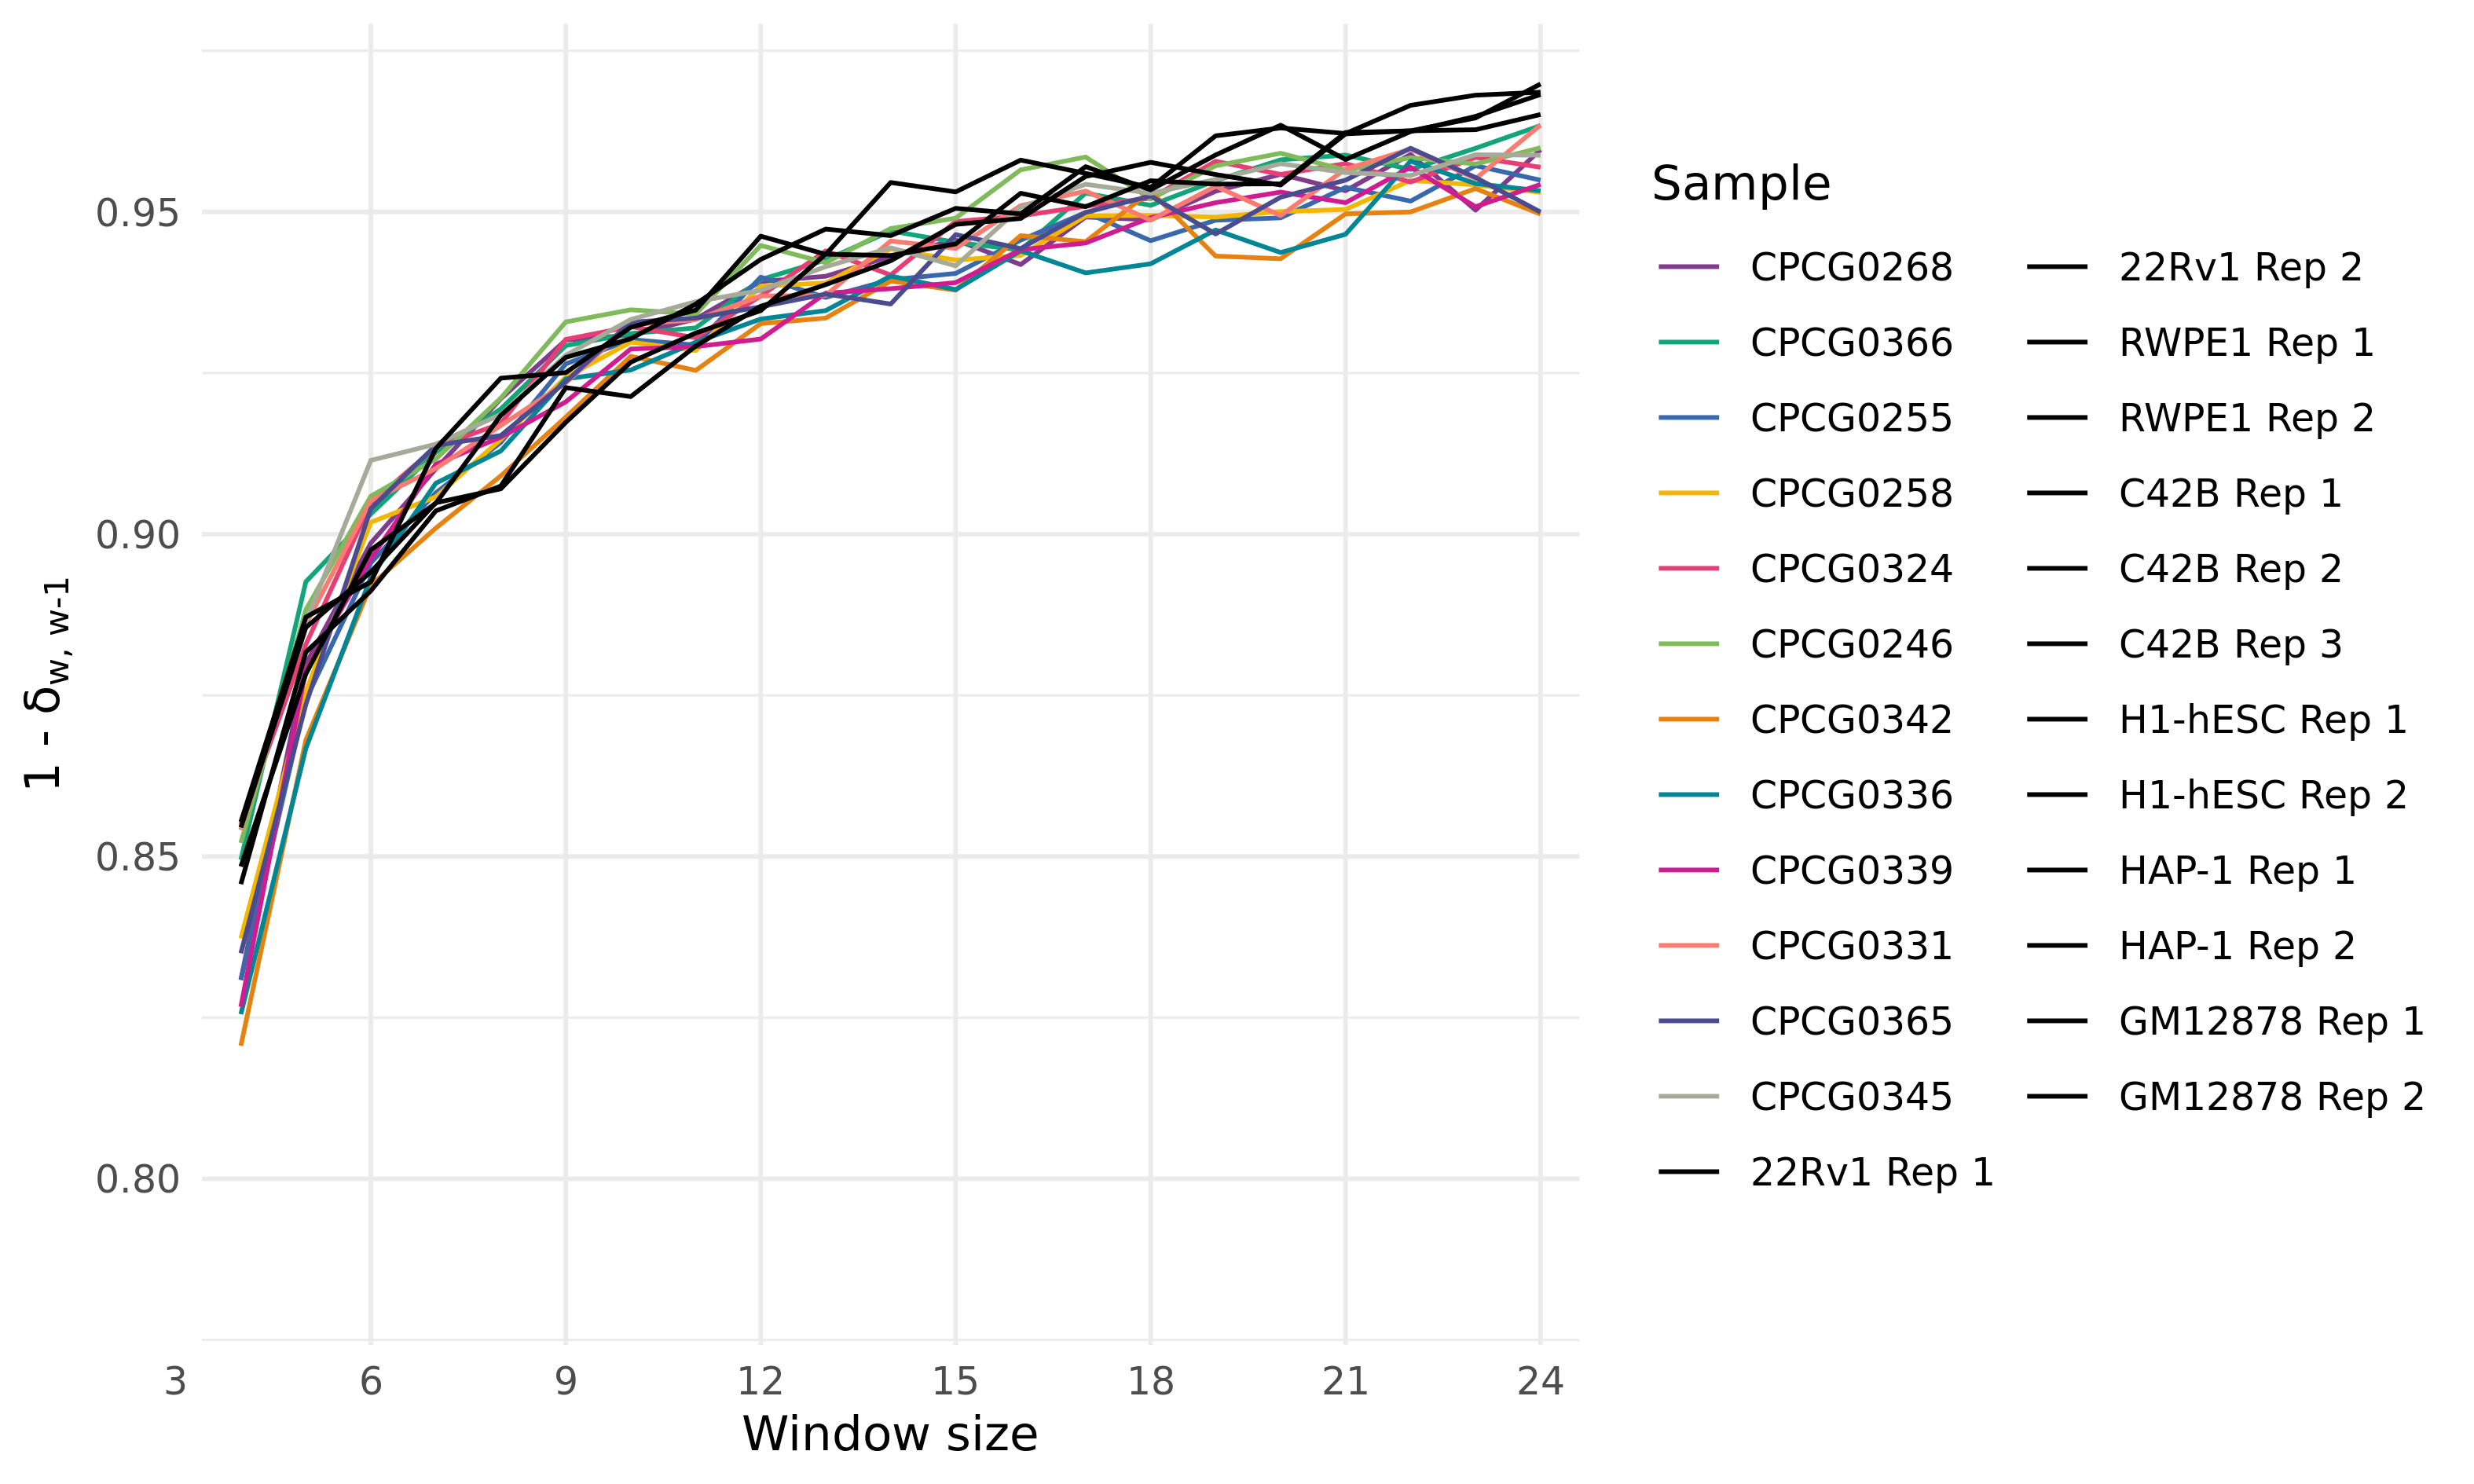 0.95
0.90
0.85
0.80
1 - δw, w-1
3 6 9 12 15 18 21 24
Window size
Sample
CPCG0268
CPCG0366
CPCG0255
CPCG0258
CPCG0324
CPCG0246
CPCG0342
CPCG0336
CPCG0339
CPCG0331
CPCG0365
CPCG0345
22Rv1 Rep 1
22Rv1 Rep 2
RWPE1 Rep 1
RWPE1 Rep 2
C42B Rep 1
C42B Rep 2
C42B Rep 3
H1-hESC Rep 1
H1-hESC Rep 2
HAP-1 Rep 1
HAP-1 Rep 2
GM12878 Rep 1
GM12878 Rep 2